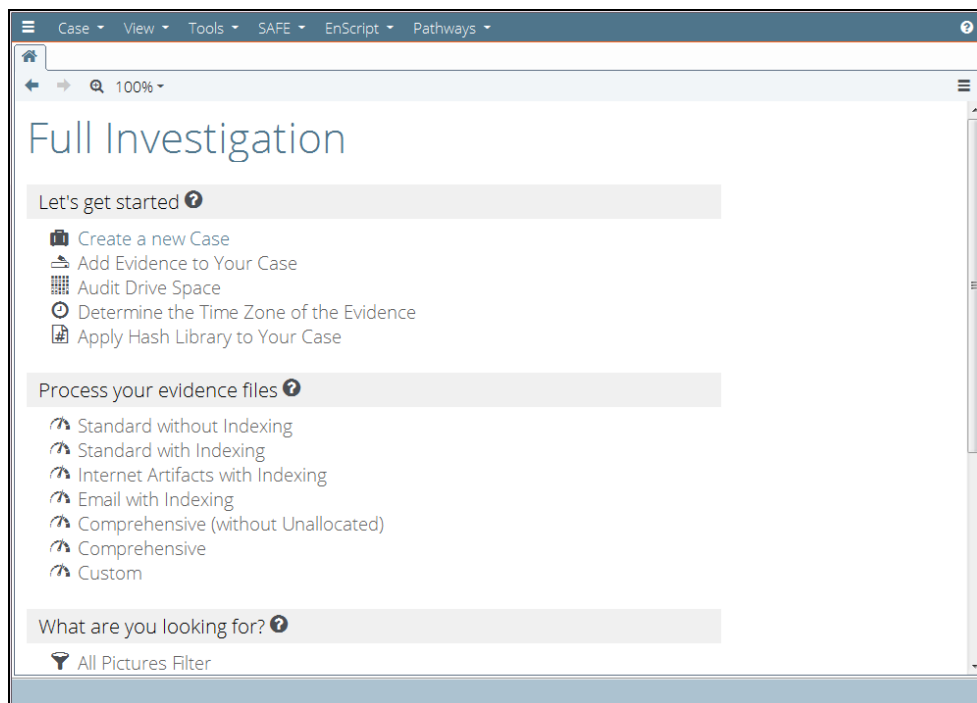 Case View Tools SAFE EnScript Pathways
100%
Full Investigation
Let's get started
Create a new Case
Add Evidence to Your Case
Audit Drive Space
Determine the Time Zone of the Evidence
Apply Hash Library to Your Case
Process your evidence files
Standard without Indexing
Standard with Indexing
Internet Artifacts with Indexing
Email with Indexing
Comprehensive (without Unallocated)
Comprehensive
Custom
What are you looking for?
All Pictures Filter